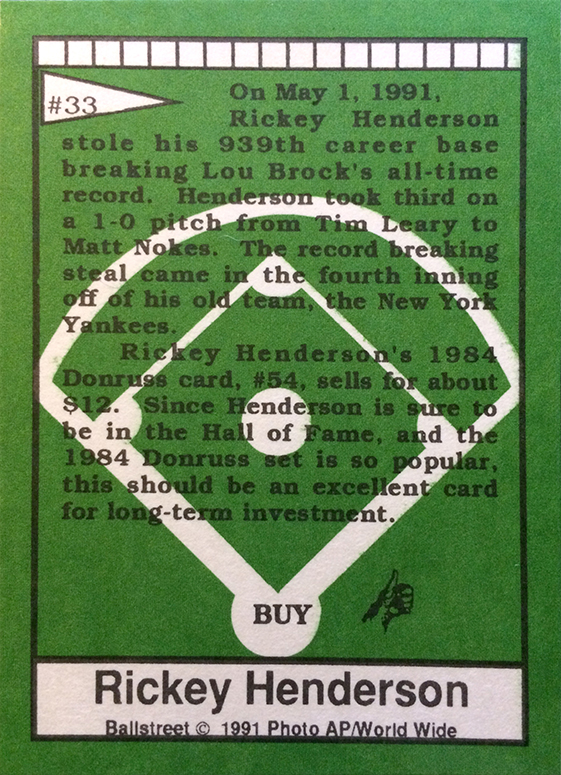 #33
On May 1, 1991,
Rickey Henderson
stole his 939th career base
breaking Lou Brock's all-time
record. Henderson took third on
a 1-0 pitch from Tim Leary to
Matt Nokes. The record breaking
steal came in the fourth inning
off of his old team, the New York
Yankees.
Rickey Henderson's 1984
Donruss card, #54, sells for about
$12. Since Henderson is sure to
be in the Hall of Fame, and the
1984 Donruss set is so popular,
this should be an excellent card
for long-term investment.
BUY
Rickey Henderson
Ballstreet © 1991 Photo AP/World Wide